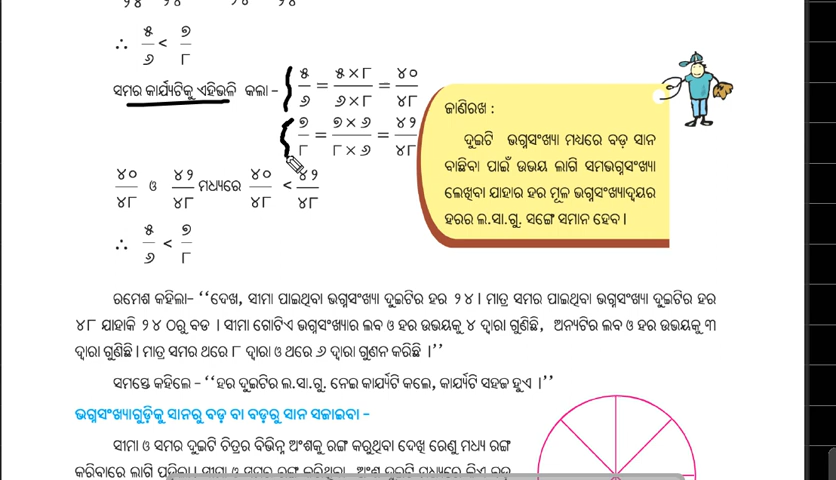 ∴ ୫/୬ < ୭/୮
ସମର କାର୍ଯ୍ୟଟିକୁ ଏହିଭଳି କଲା - ୫/୬ = ୫ × ୮/୬ × ୮ = ୪୦/୪୮
୭/୮ = ୭ × ୬/୮ × ୬ = ୪୨/୪୮
୪୦/୪୮ ଓ ୪୨/୪୮ ମଧ୍ୟରେ ୪୦/୪୮ < ୪୨/୪୮
∴ ୫/୬ < ୭/୮
ଜାଣିରଖ :
ଦୁଇଟି ଭଗ୍ନସଂଖ୍ୟା ମଧ୍ୟରେ ବଡ଼ ସାନ
ବାଛିବା ପାଇଁ ଉଭୟ ଲାଗି ସମଭଗ୍ନସଂଖ୍ୟା
ଲେଖିବା ଯାହାର ହର ମୂଳ ଭଗ୍ନସଂଖ୍ୟାଦ୍ୱୟର
ହରର ଲ.ସା.ଗୁ. ସଙ୍ଗେ ସମାନ ହେବ।
ରମେଶ କହିଲା- ‘‘ଦେଖ, ସୀମା ପାଇଥିବା ଭଗ୍ନସଂଖ୍ୟା ଦୁଇଟିର ହର ୨୪। ମାତ୍ର ସମର ପାଇଥିବା ଭଗ୍ନସଂଖ୍ୟା ଦୁଇଟିର ହର
୪୮ ଯାହାକି ୨୪ ଠାରୁ ବଡ । ସୀମା ଗୋଟିଏ ଭଗ୍ନସଂଖ୍ୟାର ଲବ ଓ ହର ଉଭୟକୁ ୪ ଦ୍ୱାରା ଗୁଣିଛି, ଅନ୍ୟଟିର ଲବ ଓ ହର ଉଭୟକୁ ୩
ଦ୍ୱାରା ଗୁଣିଛି। ମାତ୍ର ସମର ଥରେ ୮ ଦ୍ୱାରା ଓ ଥରେ ୬ ଦ୍ୱାରା ଗୁଣନ କରିଛି ।’’
ସମସ୍ତେ କହିଲେ - ‘‘ହର ଦୁଇଟିର ଲ.ସା.ଗୁ. ନେଇ କାର୍ଯ୍ୟଟି କଲେ, କାର୍ଯ୍ୟଟି ସହଜ ହୁଏ ।’’
ଭଗ୍ନସଂଖ୍ୟାଗୁଡ଼ିକୁ ସାନରୁ ବଡ଼ ବା ବଡ଼ରୁ ସାନ ସଜାଇବା -
ସୀମା ଓ ସମର ଦୁଇଟି ଚିତ୍ରର ବିଭିନ୍ନ ଅଂଶକୁ ରଙ୍ଗ କରୁଥିବା ଦେଖି ରେଣୁ ମଧ୍ୟ ରଙ୍ଗ
କରିବାରେ ଲାଗି